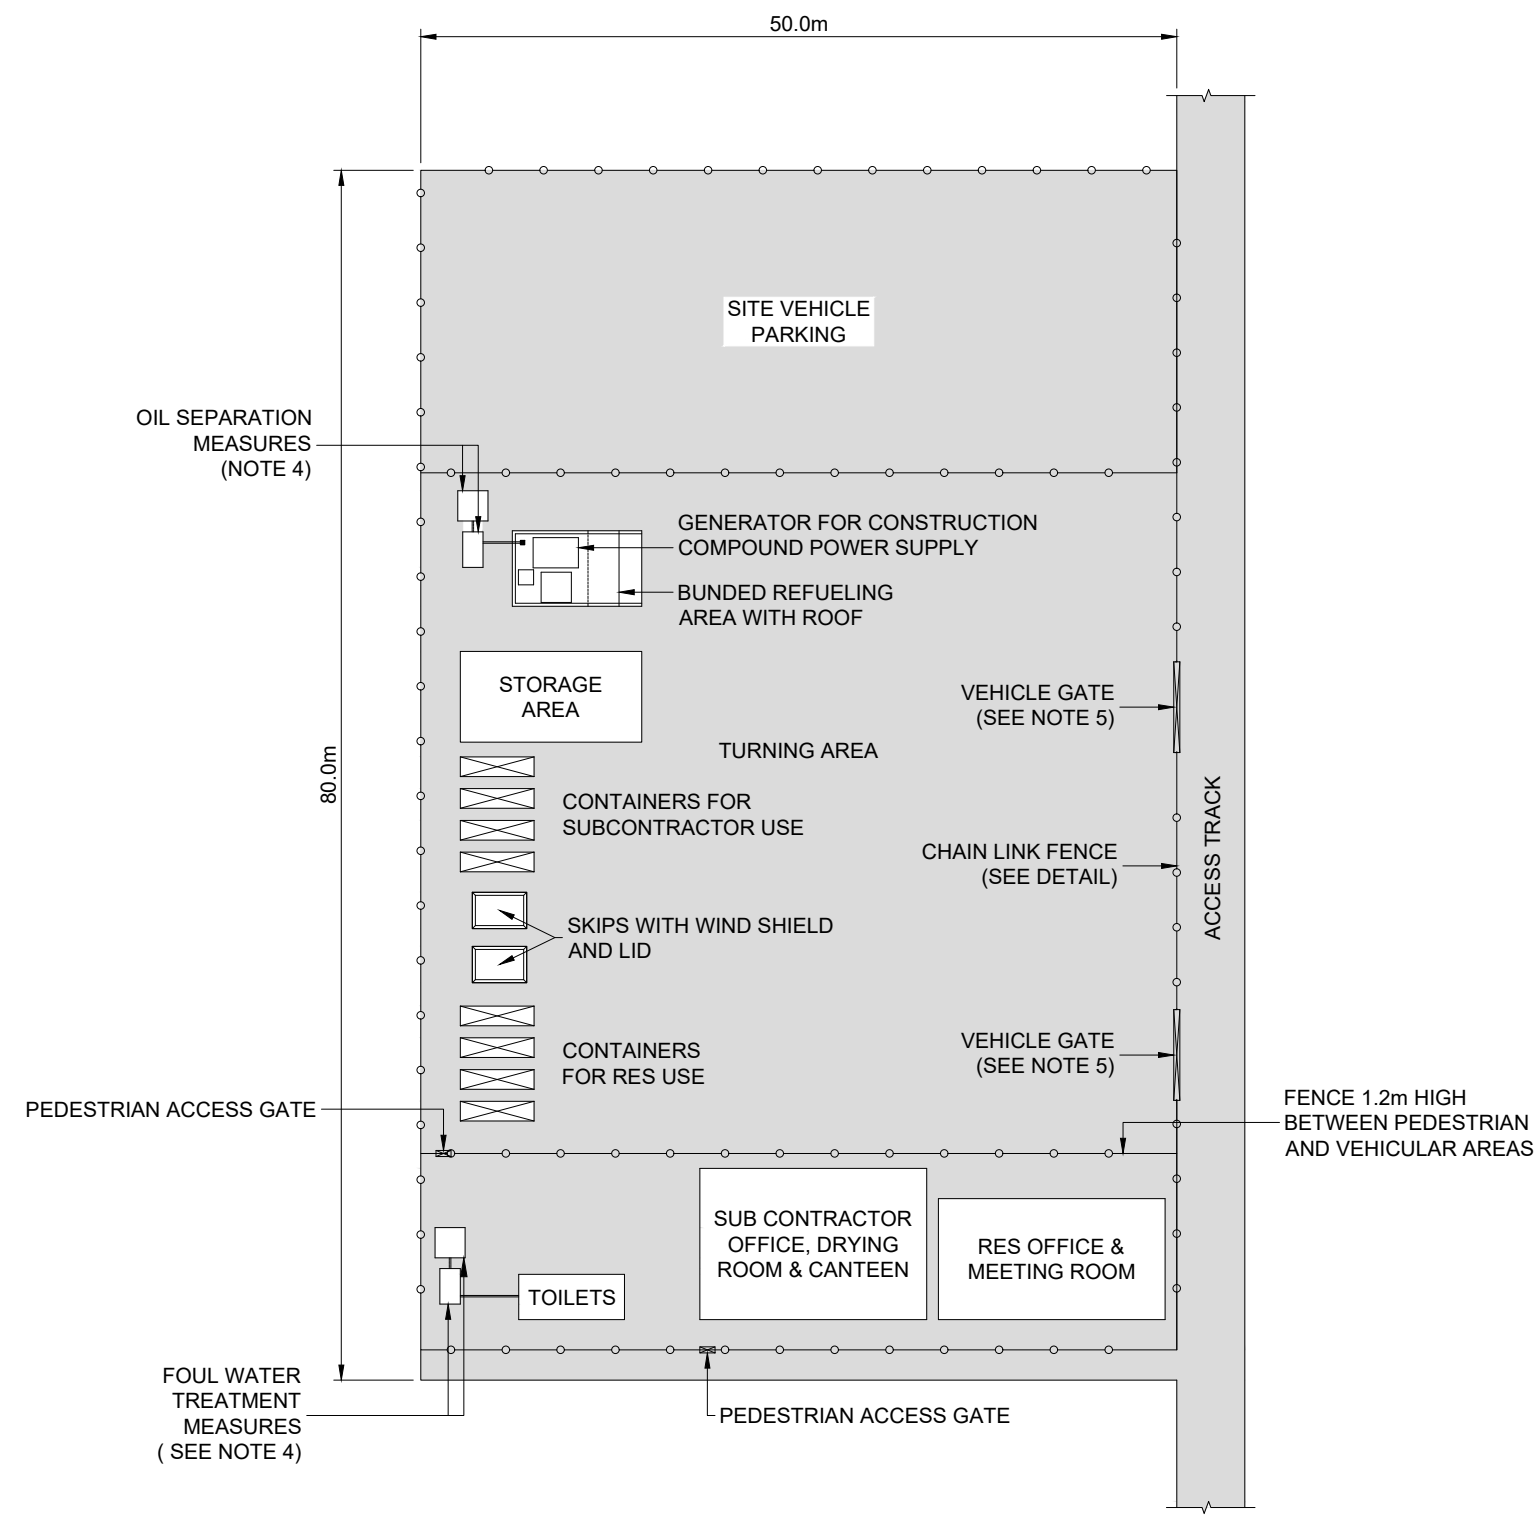 50.0m
SITE VEHICLE
PARKING
OIL SEPARATION
MEASURES
(NOTE 4)
GENERATOR FOR CONSTRUCTION
COMPOUND POWER SUPPLY
BUNDED REFUELING
AREA WITH ROOF
STORAGE
AREA
VEHICLE GATE
(SEE NOTE 5)
TURNING AREA
80.0m
CONTAINERS FOR
SUBCONTRACTOR USE
CHAIN LINK FENCE
(SEE DETAIL)
ACCESS TRACK
SKIPS WITH WIND SHIELD
AND LID
CONTAINERS
FOR RES USE
VEHICLE GATE
(SEE NOTE 5)
PEDESTRIAN ACCESS GATE
FENCE 1.2m HIGH
BETWEEN PEDESTRIAN
AND VEHICULAR AREAS
SUB CONTRACTOR
OFFICE, DRYING
ROOM & CANTEEN
RES OFFICE &
MEETING ROOM
TOILETS
FOUL WATER
TREATMENT
MEASURES
( SEE NOTE 4)
PEDESTRIAN ACCESS GATE